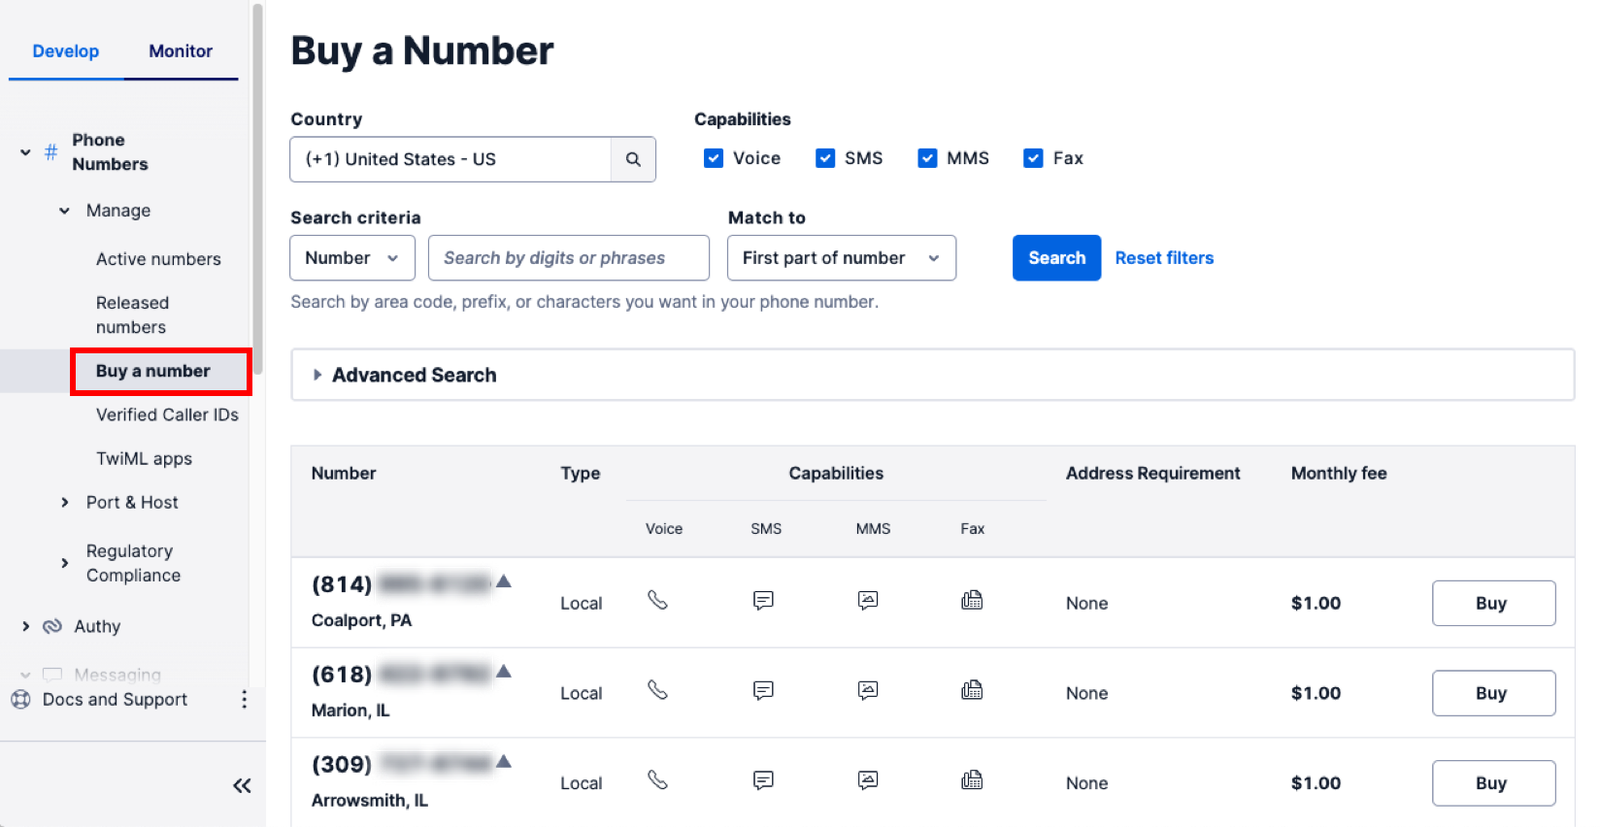 Develop
Monitor
# Phone
Numbers
Manage
Active numbers
Released
numbers
Buy a number
Verified Caller IDs
TwiML apps
Port & Host
Regulatory
Compliance
Authy
Messaging
Docs and Support
Buy a Number
Country
Capabilities
(+1) United States - US
Voice SMS MMS Fax
Search criteria
Match to
Number
Search by digits or phrases
First part of number
Search
Reset filters
Search by area code, prefix, or characters you want in your phone number.
Advanced Search
Number Type Capabilities Address Requirement Monthly fee
Voice SMS MMS Fax
(814)
Coalport, PA
Local None $1.00 Buy
(618)
Marion, IL
Local None $1.00 Buy
(309)
Arrowsmith, IL
Local None $1.00 Buy